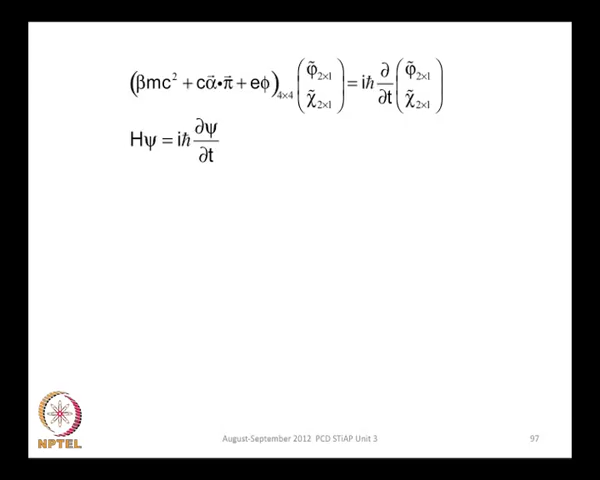 (βmc² + cα⃗•π⃗ + eϕ)₄ₓ₄ (φ̃₂ₓ₁ χ̃₂ₓ₁) = iħ ∂/∂t (φ̃₂ₓ₁ χ̃₂ₓ₁)
Hψ = iħ ∂ψ/∂t
NPTEL
August-September 2012 PCD STiAP Unit 3
97